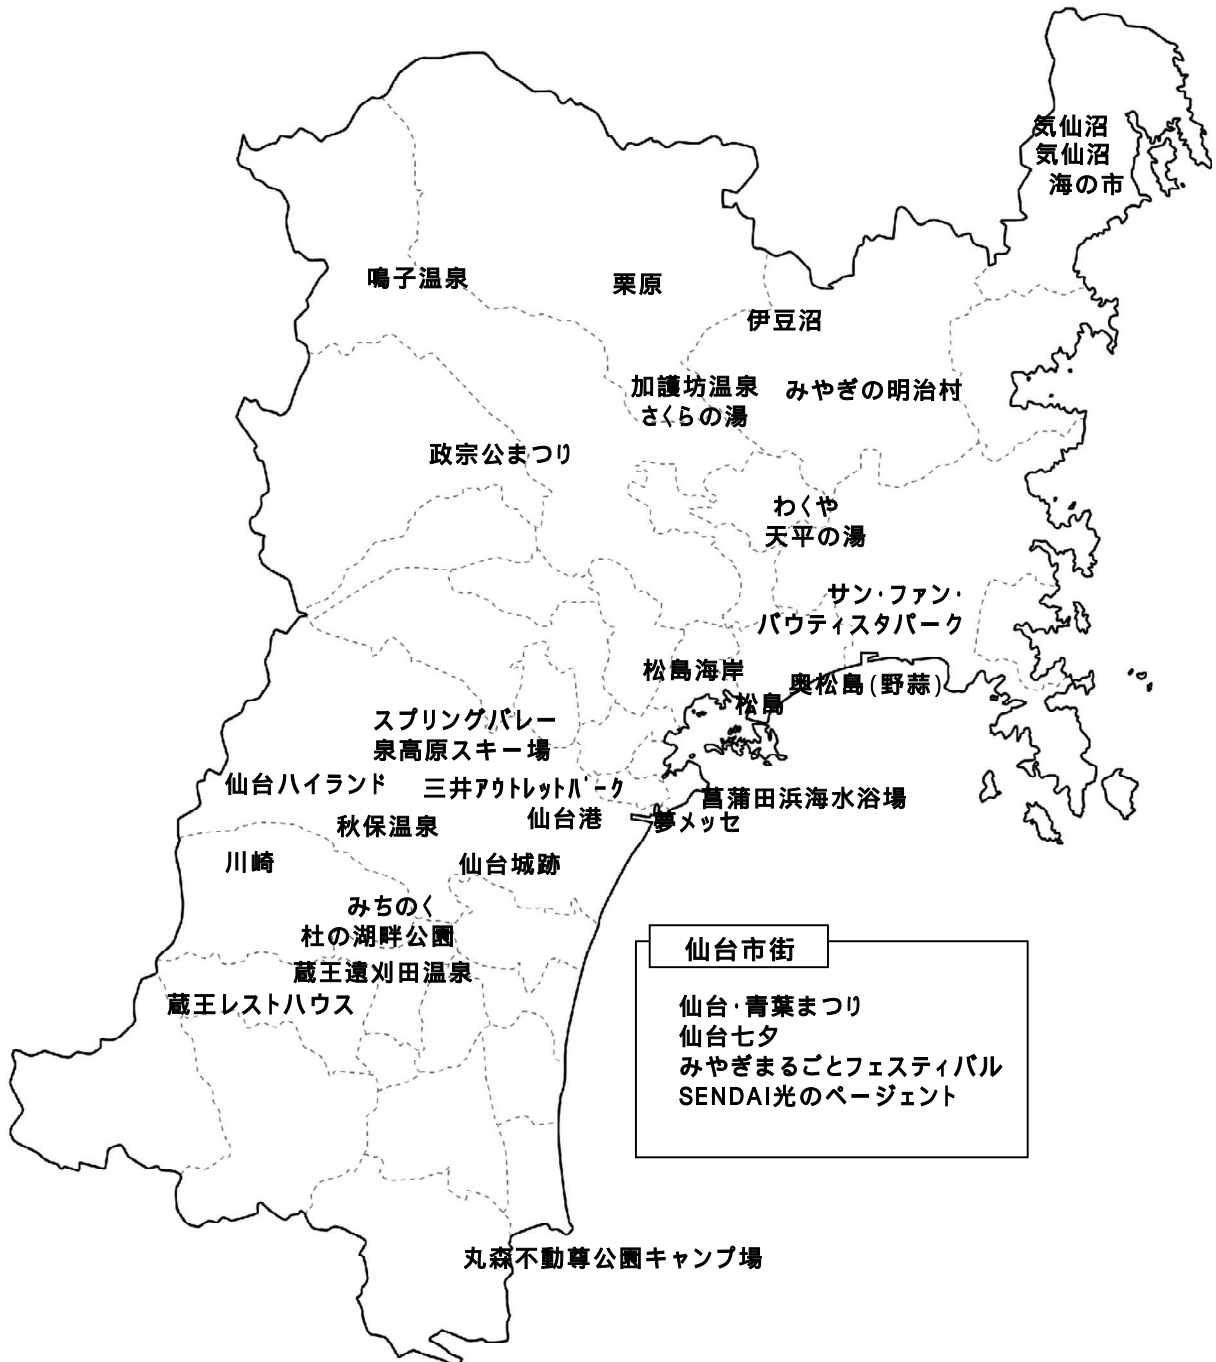 気仙沼
気仙沼
海の市
鳴子温泉
栗原
伊豆沼
加護坊温泉
さくらの湯
みやぎの明治村
政宗公まつり
わくや
天平の湯
サン・ファン・
バウティスタパーク
松島海岸
奥松島(野蒜)
松島
スプリングバレー
泉高原スキー場
仙台ハイランド
三井アウトレットパーク
仙台港
菖蒲田浜海水浴場
夢メッセ
秋保温泉
川崎
仙台城跡
みちのく
杜の湖畔公園
蔵王遠刈田温泉
蔵王レストハウス
仙台市街
仙台・青葉まつり
仙台七夕
みやぎまるごとフェスティバル
SENDAI光のページェント
丸森不動尊公園キャンプ場